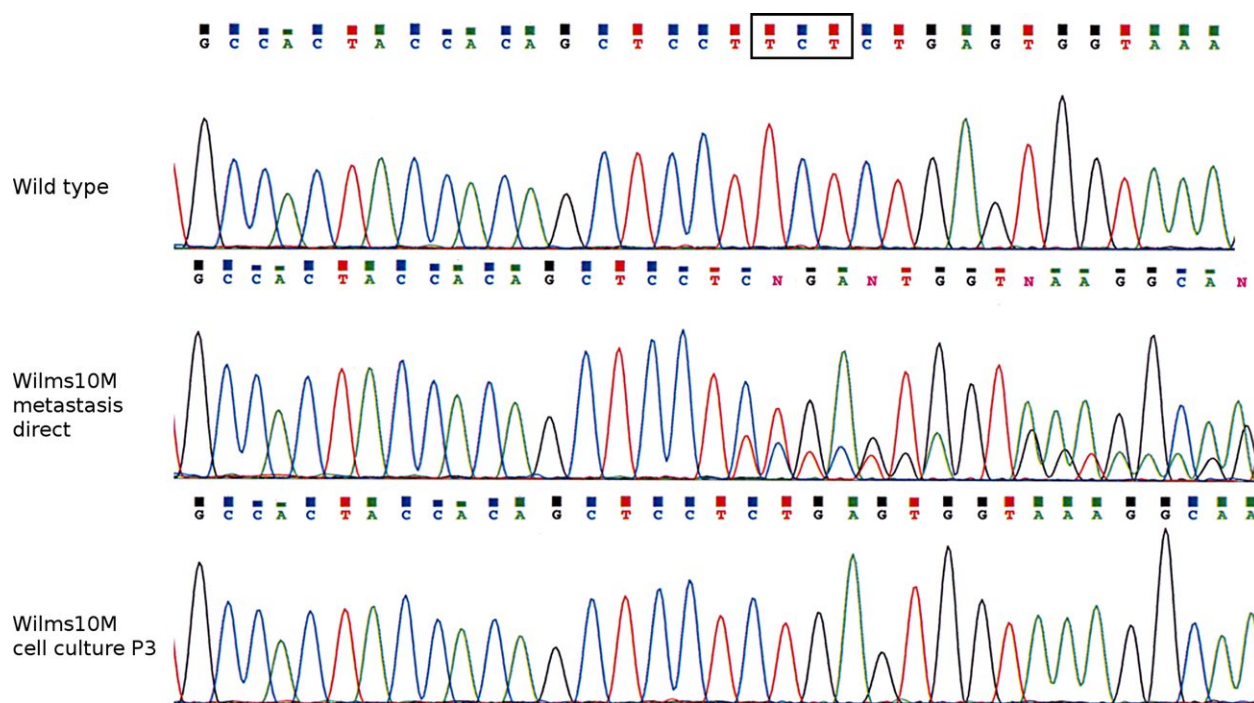 G C C A C T A C C A C A G C T C C T T C T C T G A G T G G T A A A
Wild type
G C C A C T A C C A C A G C T C C T C N G A N T G G T N A A G G C A N
Wilms10M
metastasis
direct
G C C A C T A C C A C A G C T C C T C T G A G T G G T A A A G G C A A
Wilms10M
cell culture P3